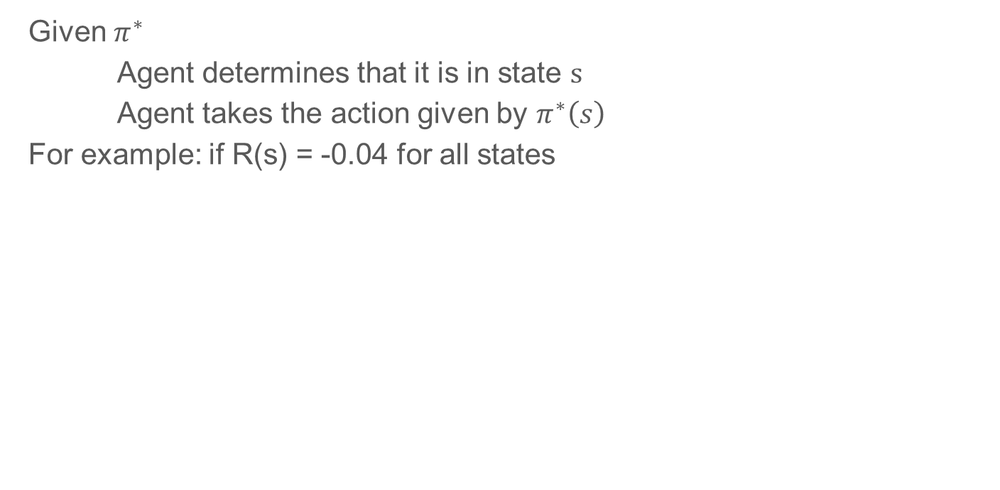 Given π*
Agent determines that it is in state s
Agent takes the action given by π*(s)
For example: if R(s) = -0.04 for all states